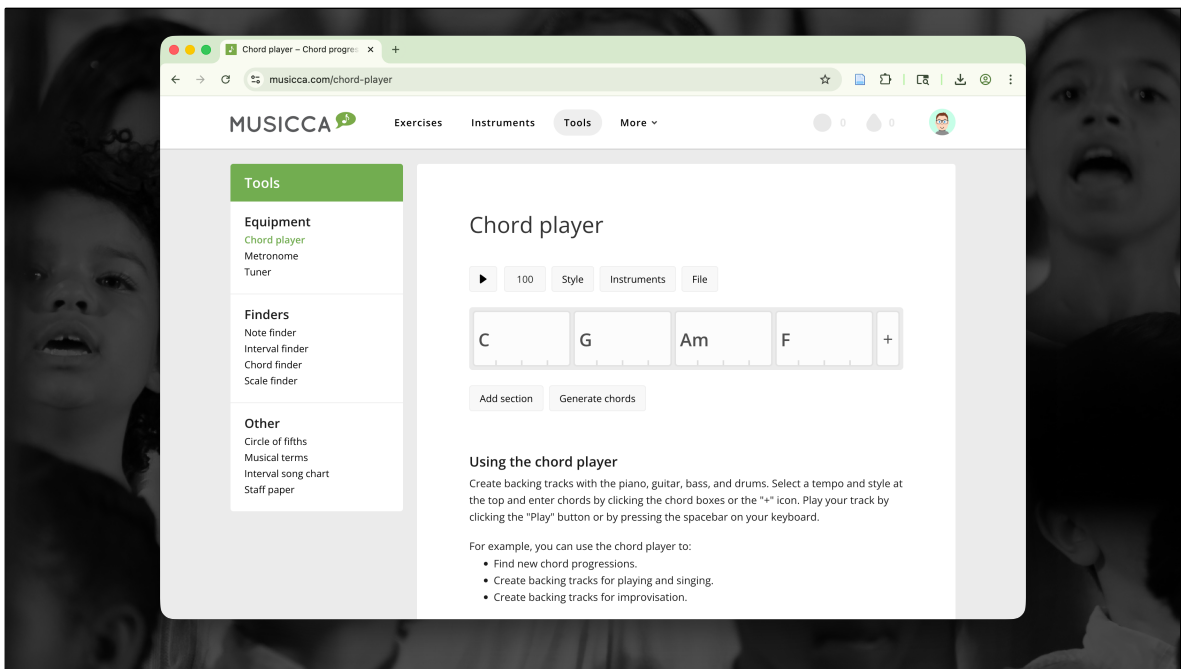 Chord player – Chord progres
musicca.com/chord-player
MUSICCA
Exercises
Instruments
Tools
More
0
0
Tools
Equipment
Chord player
Metronome
Tuner
Finders
Note finder
Interval finder
Chord finder
Scale finder
Other
Circle of fifths
Musical terms
Interval song chart
Staff paper
Chord player
100
Style
Instruments
File
C
G
Am
F
+
Add section
Generate chords
Using the chord player
Create backing tracks with the piano, guitar, bass, and drums. Select a tempo and style at
the top and enter chords by clicking the chord boxes or the "+" icon. Play your track by
clicking the "Play" button or by pressing the spacebar on your keyboard.
For example, you can use the chord player to:
• Find new chord progressions.
• Create backing tracks for playing and singing.
• Create backing tracks for improvisation.